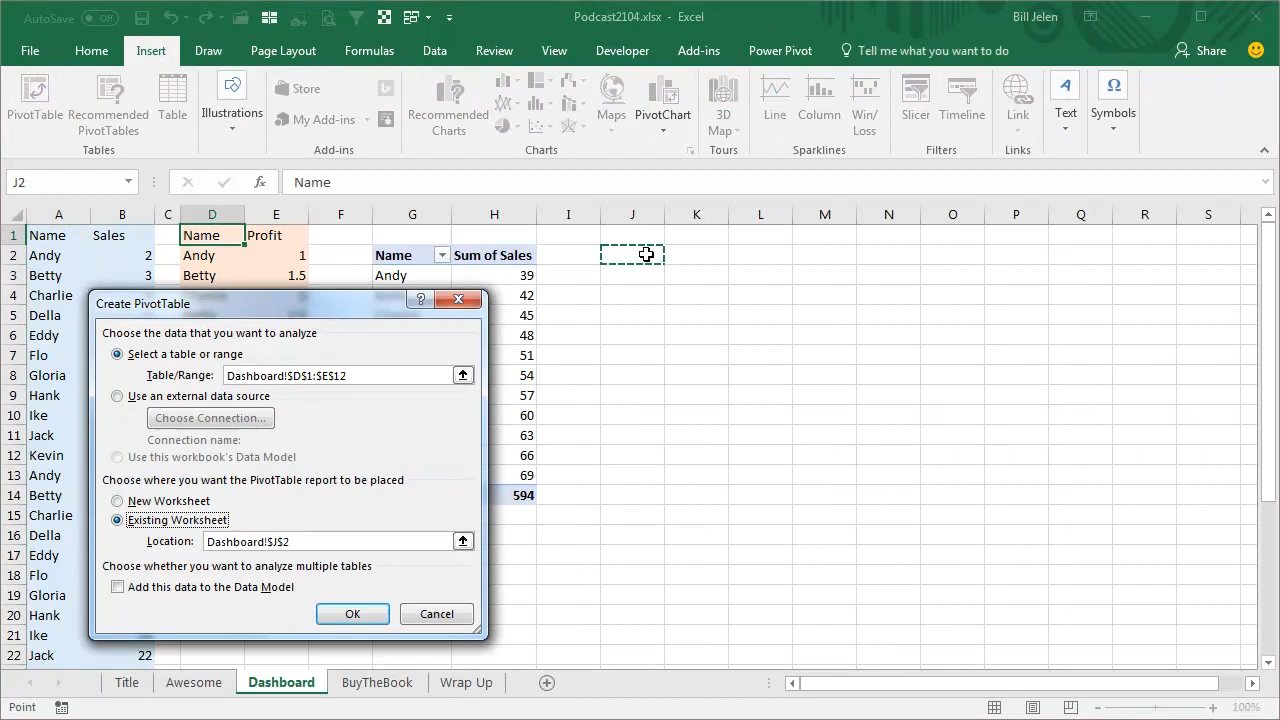 AutoSave Off
Podcast2104.xlsx - Excel
Bill Jelen
File Home Insert Draw Page Layout Formulas Data Review View Developer Add-ins Power Pivot Tell me what you want to do Share
PivotTable Recommended PivotTables Table
Tables
Illustrations
Store
My Add-ins
Add-ins
Recommended Charts
Maps PivotChart
Charts
3D Map
Tours
Line Column Win/Loss
Sparklines
Slicer Timeline
Filters
Link
Links
Text
Symbols
J2 fx Name
A B C D E F G H I J K L M N O P Q R S
1 Name Sales Name Profit
2 Andy 2 Andy 1 Name Sum of Sales
3 Betty 3 Betty 1.5 Andy 39
4 Charlie 42
5 Della 45
6 Eddy 48
7 Flo 51
8 Gloria 54
9 Hank 57
10 Ike 60
11 Jack 63
12 Kevin 66
13 Andy 69
14 Betty 594
15 Charlie
16 Della
17 Eddy
18 Flo
19 Gloria
20 Hank
21 Ike
22 Jack 22
Create PivotTable
Choose the data that you want to analyze
Select a table or range
Table/Range: Dashboard!$D$1:$E$12
Use an external data source
Choose Connection...
Connection name:
Use this workbook's Data Model
Choose where you want the PivotTable report to be placed
New Worksheet
Existing Worksheet
Location: Dashboard!$J$2
Choose whether you want to analyze multiple tables
Add this data to the Data Model
OK Cancel
Title Awesome Dashboard BuyTheBook Wrap Up
Point
100%